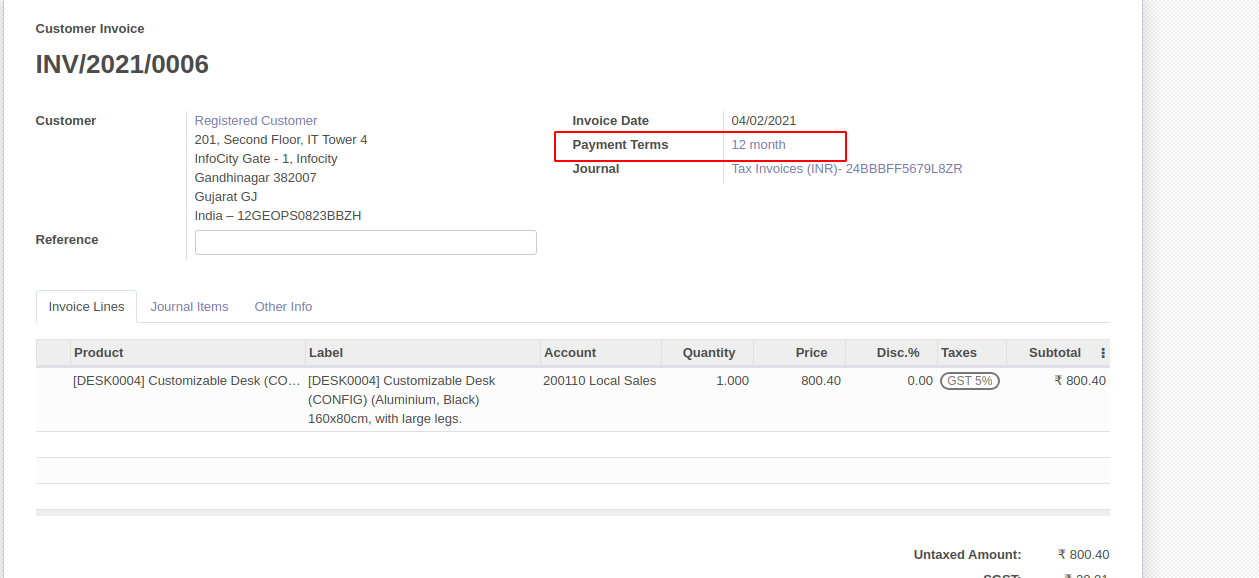 Customer Invoice
INV/2021/0006
Customer
Registered Customer
201, Second Floor, IT Tower 4
InfoCity Gate - 1, Infocity
Gandhinagar 382007
Gujarat GJ
India – 12GEOPS0823BBZH
Reference
Invoice Date 04/02/2021
Payment Terms 12 month
Journal Tax Invoices (INR)- 24BBBFF5679L8ZR
Invoice Lines Journal Items Other Info
Product Label Account Quantity Price Disc.% Taxes Subtotal
[DESK0004] Customizable Desk (CO… [DESK0004] Customizable Desk 200110 Local Sales 1.000 800.40 0.00 GST 5% ₹ 800.40
(CONFIG) (Aluminium, Black)
160x80cm, with large legs.
Untaxed Amount: ₹ 800.40